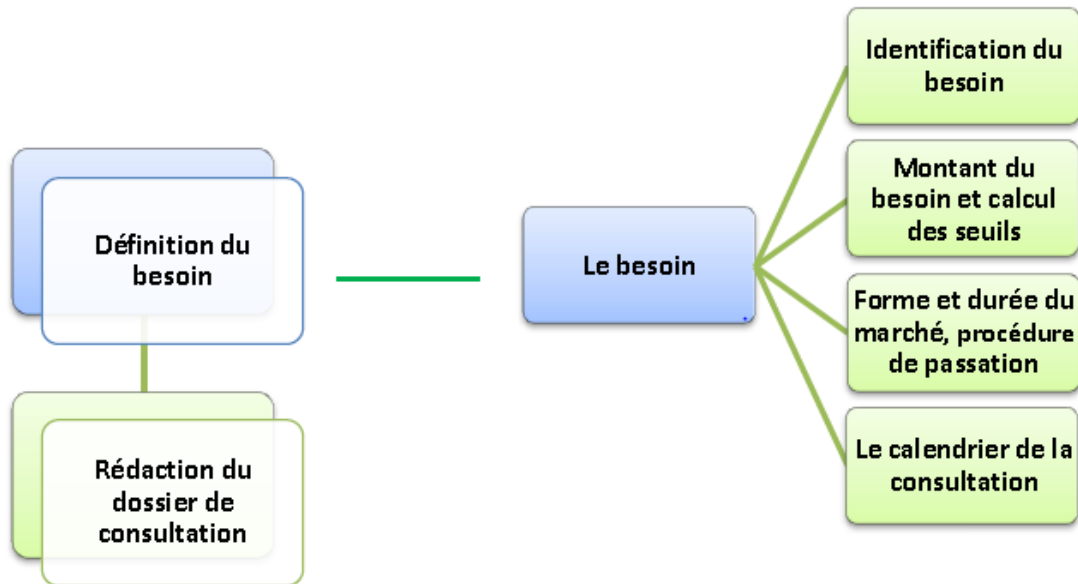 Définition du
besoin
Rédaction du
dossier de
consultation
Le besoin
Identification du
besoin
Montant du
besoin et calcul
des seuils
Forme et durée du
marché, procédure
de passation
Le calendrier de la
consultation